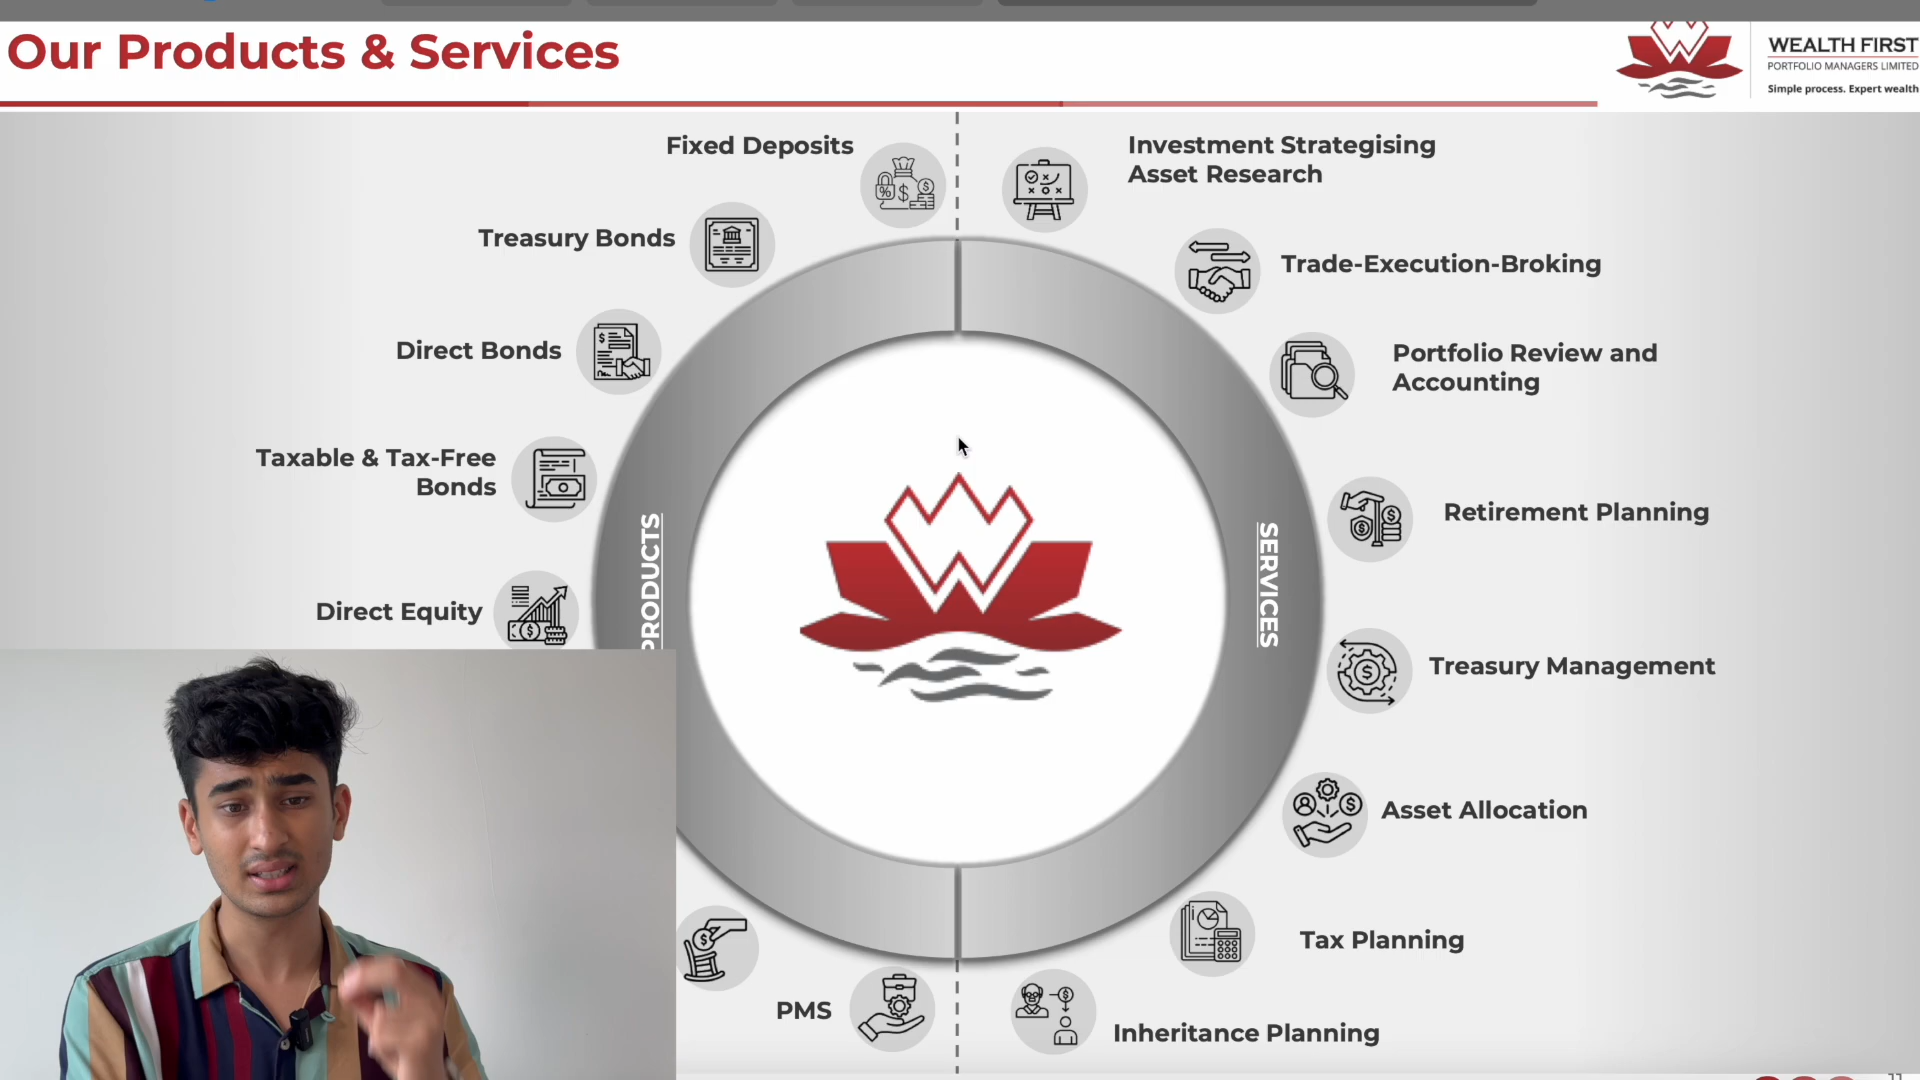 Our Products & Services
WEALTH FIRST
PORTFOLIO MANAGERS LIMITED
Simple process. Expert wealth
Fixed Deposits
Treasury Bonds
Direct Bonds
Taxable & Tax-Free
Bonds
Direct Equity
PMS
PRODUCTS
SERVICES
Investment Strategising
Asset Research
Trade-Execution-Broking
Portfolio Review and
Accounting
Retirement Planning
Treasury Management
Asset Allocation
Tax Planning
Inheritance Planning
11